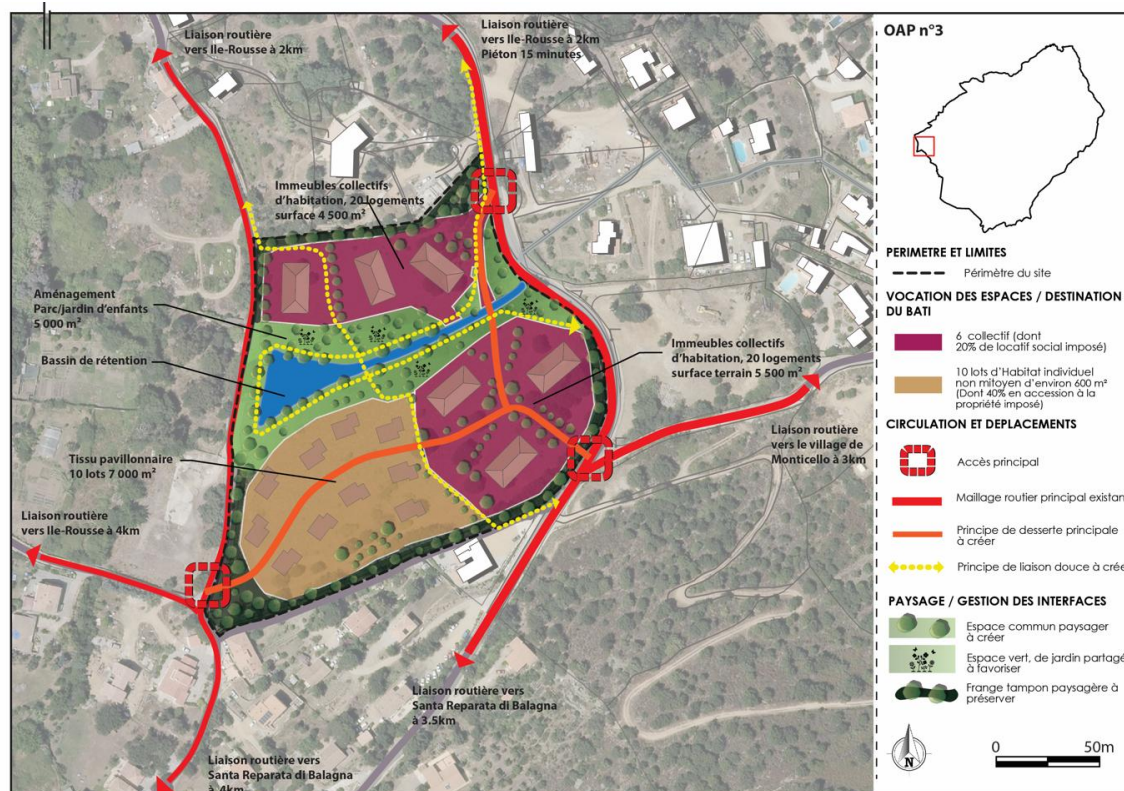 Liaison routière
vers Ile-Rousse à 2km
Liaison routière
vers Ile-Rousse à 2km
Piéton 15 minutes
Immeubles collectifs
d'habitation, 20 logements
surface 4 500 m²
Aménagement
Parc/jardin d'enfants
5 000 m²
Bassin de rétention
Immeubles collectifs
d'habitation, 20 logements
surface terrain 5 500 m²
Tissu pavillonnaire
10 lots 7 000 m²
Liaison routière
vers le village de
Monticello à 3km
Liaison routière
vers Ile-Rousse à 4km
Liaison routière vers
Santa Reparata di Balagna
à 3.5km
Liaison routière vers
Santa Reparata di Balagna
à 4km
OAP n°3
PERIMETRE ET LIMITES
Périmètre du site
VOCATION DES ESPACES / DESTINATION
DU BATI
6 collectif (dont
20% de locatif social imposé)
10 lots d'Habitat individuel
non mitoyen d'environ 600 m²
(Dont 40% en accession à la
propriété imposé)
CIRCULATION ET DEPLACEMENTS
Accès principal
Maillage routier principal existan
Principe de desserte principale
à créer
Principe de liaison douce à crée
PAYSAGE / GESTION DES INTERFACES
Espace commun paysager
à créer
Espace vert, de jardin partagé
à favoriser
Frange tampon paysagère à
préserver
N
0 50m